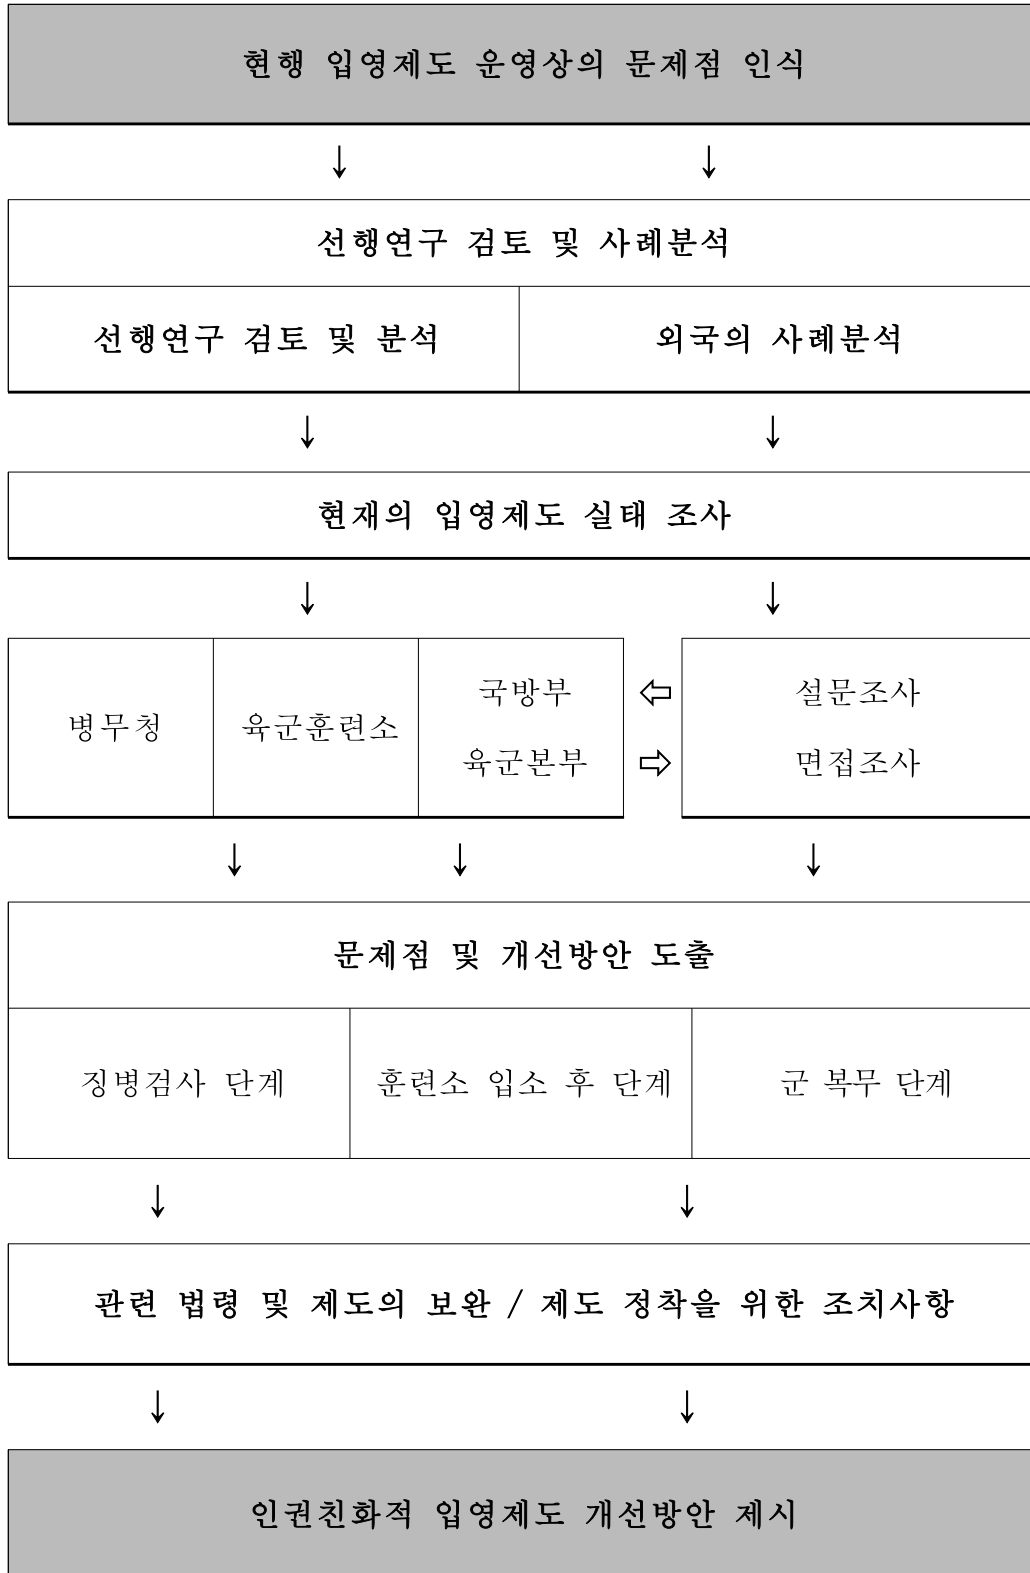 현행 입영제도 운영상의 문제점 인식
↓ ↓
선행연구 검토 및 사례분석
선행연구 검토 및 분석 외국의 사례분석
↓ ↓
현재의 입영제도 실태 조사
↓ ↓
병무청 육군훈련소
국방부
육군본부
⇦
⇨
설문조사
면접조사
↓ ↓ ↓
문제점 및 개선방안 도출
징병검사 단계 훈련소 입소 후 단계 군 복무 단계
↓ ↓
관련 법령 및 제도의 보완 / 제도 정착을 위한 조치사항
↓ ↓
인권친화적 입영제도 개선방안 제시